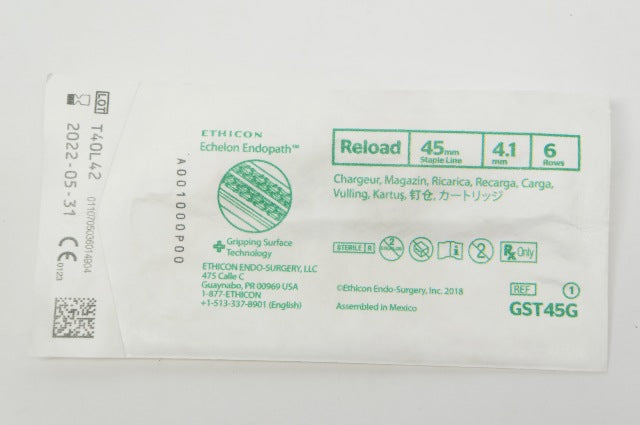 LOT
T40L42
2022-05-31
01107050360149D4
CE
0123
A001000P00
ETHICON
Echelon Endopath™
Gripping Surface
Technology
ETHICON ENDO-SURGERY, LLC
475 Calle C
Guaynabo, PR 00969 USA
1-877-ETHICON
+1-513-337-8901 (English)
Reload
45mm
Staple Line
4.1
mm
6
Rows
Chargeur, Magazin, Ricarica, Recarga, Carga,
Vulling, Kartuş, 钉仓, カートリッジ
STERILE R
2
Rx Only
©Ethicon Endo-Surgery, Inc. 2018
Assembled in Mexico
REF
1
GST45G